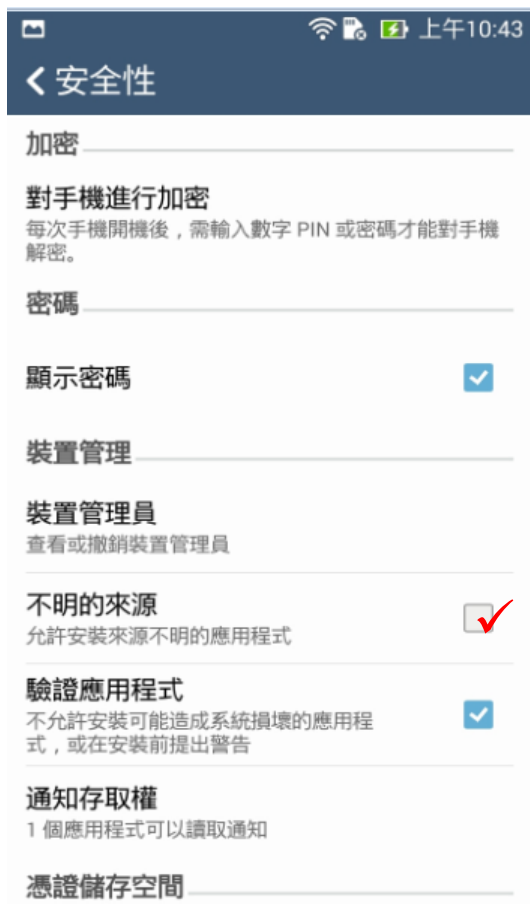 上午10:43
安全性
加密
對手機進行加密
每次手機開機後，需輸入數字 PIN 或密碼才能對手機
解密。
密碼
顯示密碼
裝置管理
裝置管理員
查看或撤銷裝置管理員
不明的來源
允許安裝來源不明的應用程式
驗證應用程式
不允許安裝可能造成系統損壞的應用程
式，或在安裝前提出警告
通知存取權
1 個應用程式可以讀取通知
憑證儲存空間